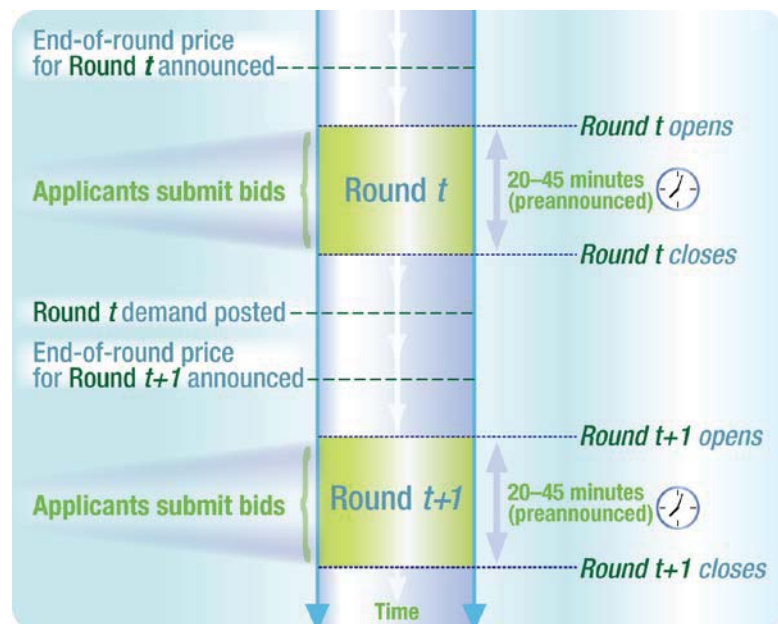 End-of-round price
for Round t announced
Round t opens
Applicants submit bids
Round t
20–45 minutes
(preannounced)
Round t closes
Round t demand posted
End-of-round price
for Round t+1 announced
Round t+1 opens
Applicants submit bids
Round t+1
20–45 minutes
(preannounced)
Round t+1 closes
Time